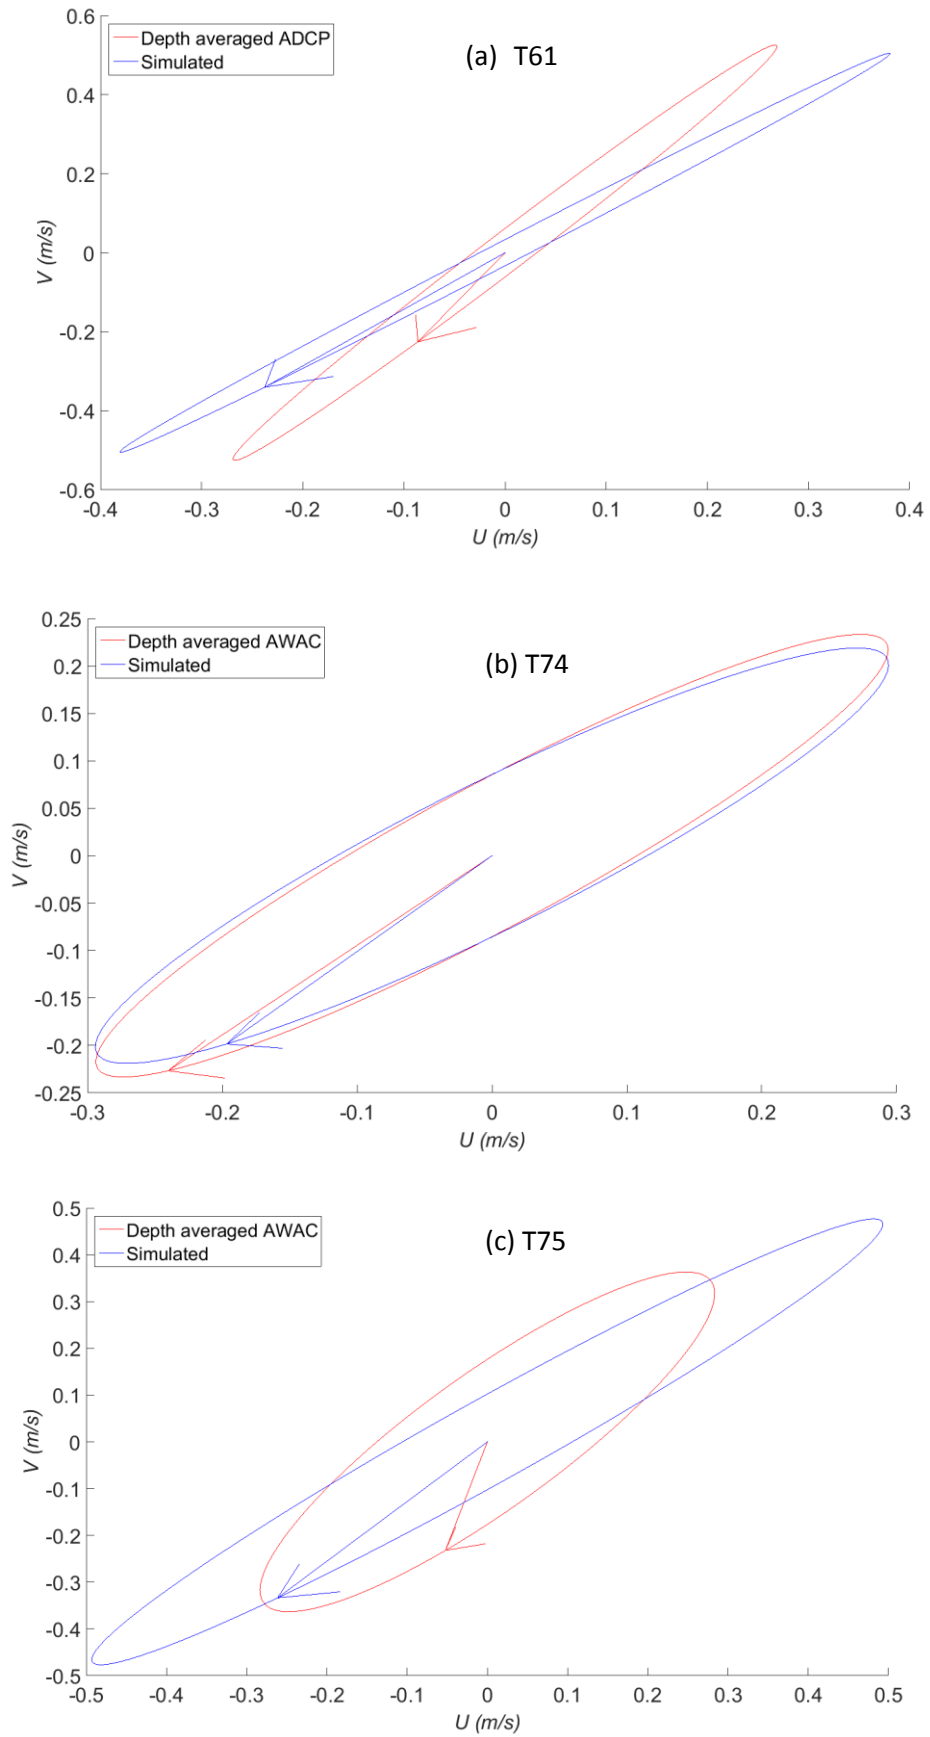 0.6
Depth averaged ADCP
Simulated
(a) T61
0.4
0.2
0
-0.2
-0.4
-0.6
V (m/s)
-0.4 -0.3 -0.2 -0.1 0 0.1 0.2 0.3 0.4
U (m/s)
0.25
Depth averaged AWAC
Simulated
(b) T74
0.2
0.15
0.1
0.05
0
-0.05
-0.1
-0.15
-0.2
-0.25
V (m/s)
-0.3 -0.2 -0.1 0 0.1 0.2 0.3
U (m/s)
0.5
Depth averaged AWAC
Simulated
(c) T75
0.4
0.3
0.2
0.1
0
-0.1
-0.2
-0.3
-0.4
-0.5
V (m/s)
-0.5 -0.4 -0.3 -0.2 -0.1 0 0.1 0.2 0.3 0.4 0.5
U (m/s)